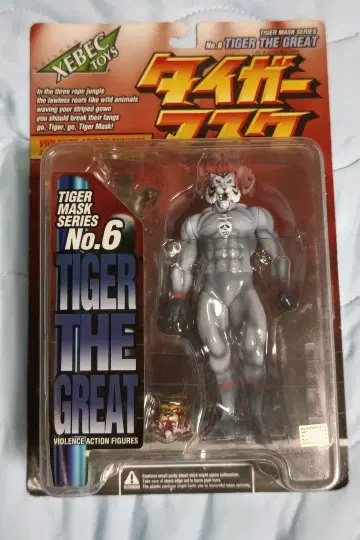 XEBEC
TOYS
TIGER MASK SERIES
No.6 TIGER THE GREAT
タイガー
マスク
In the three rope jungle
the lawless roars like wild animals
waving your striped gown
you should break their fangs
go, Tiger, go, Tiger Mask!
TIGER
MASK
SERIES
No.6
TIGER
THE
GREAT
VIOLENCE ACTION FIGURES